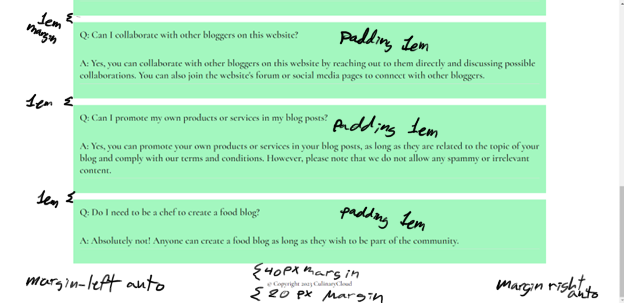 1em {
margin
Q: Can I collaborate with other bloggers on this website?
Padding 1em
A: Yes, you can collaborate with other bloggers on this website by reaching out to them directly and discussing possible
collaborations. You can also join the website's forum or social media pages to connect with other bloggers.
1em {
Q: Can I promote my own products or services in my blog posts?
Padding 1em
A: Yes, you can promote your own products or services in your blog posts, as long as they are related to the topic of your
blog and comply with our terms and conditions. However, please note that we do not allow any spammy or irrelevant
content.
1em {
Q: Do I need to be a chef to create a food blog?
padding 1em
A: Absolutely not! Anyone can create a food blog as long as they wish to be part of the community.
{40px margin
margin-left auto
© Copyright 2023 CulinaryCloud
margin right
auto
{ 20 px margin